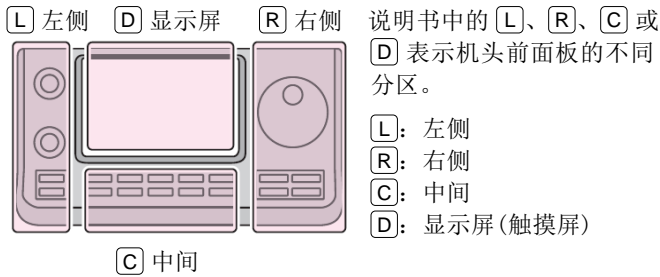 L 左侧 D 显示屏 R 右侧
C 中间
说明书中的 L、R、C 或
D 表示机头前面板的不同
分区。
L：左侧
R：右侧
C：中间
D：显示屏(触摸屏)